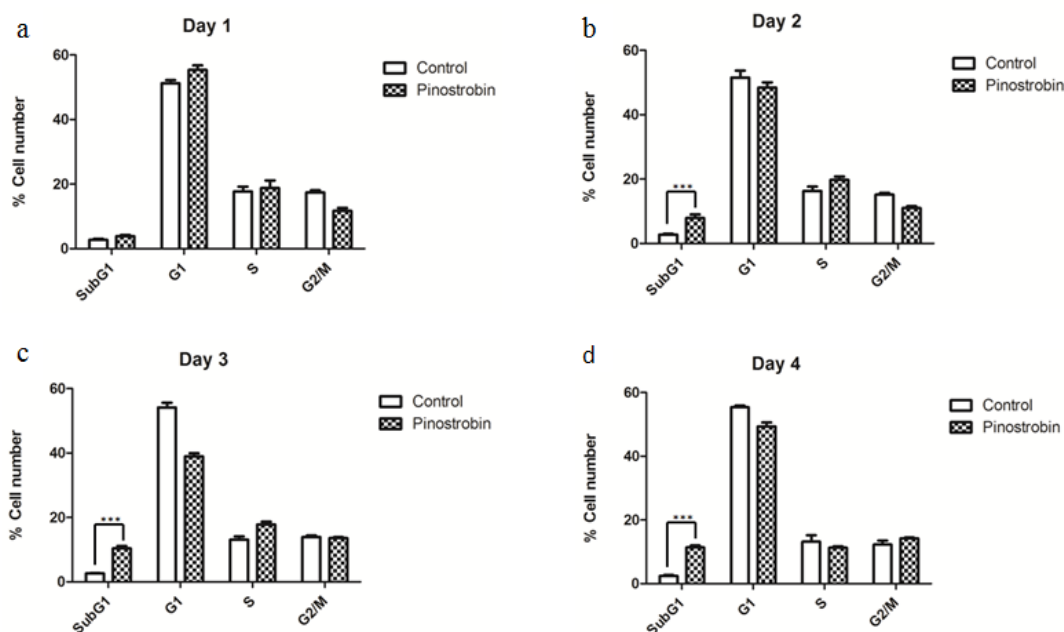 a
Day 1
60
40
20
0
% Cell number
SubG1
G1
S
G2/M
Control
Pinostrobin
b
Day 2
60
40
20
0
% Cell number
***
SubG1
G1
S
G2/M
Control
Pinostrobin
c
Day 3
60
40
20
0
% Cell number
***
SubG1
G1
S
G2/M
Control
Pinostrobin
d
Day 4
60
40
20
0
% Cell number
***
SubG1
G1
S
G2/M
Control
Pinostrobin